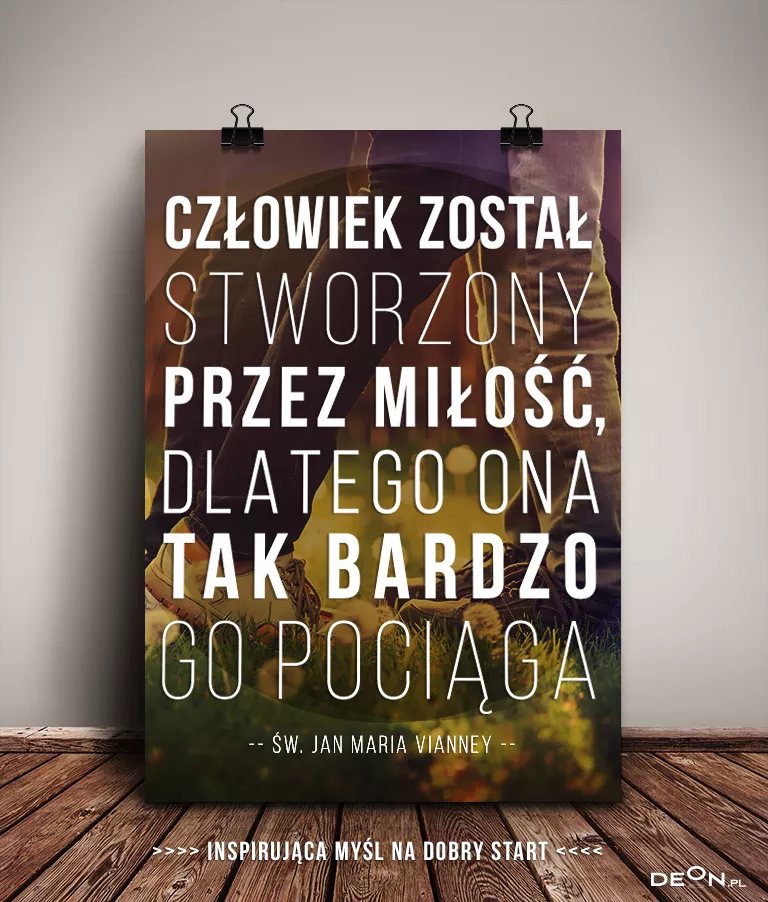 CZŁOWIEK ZOSTAŁ
STWORZONY
PRZEZ MIŁOŚĆ,
DLATEGO ONA
TAK BARDZO
GO POCIĄGA
-- ŚW. JAN MARIA VIANNEY --
>>>> INSPIRUJĄCA MYŚL NA DOBRY START <<<<
DEON.PL